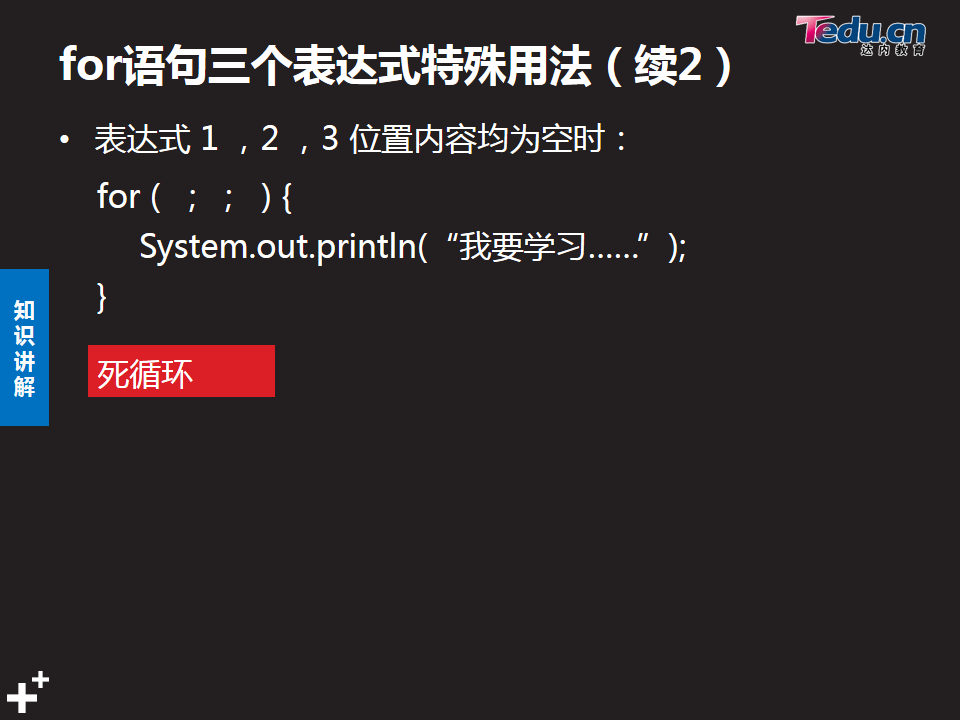 Tedu.cn
达内教育
for语句三个表达式特殊用法（续2）
• 表达式 1 ，2 ，3 位置内容均为空时：
for ( ； ； ) {
System.out.println( “我要学习……” );
}
知识讲解
死循环